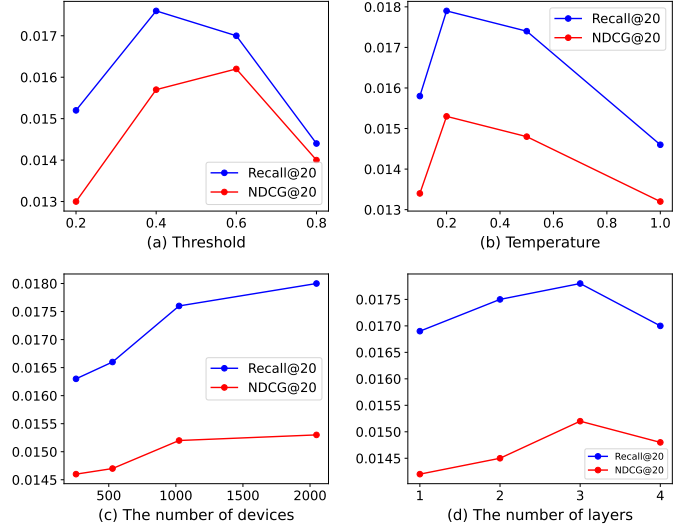 0.017
0.016
0.015
0.014
0.013
Recall@20
NDCG@20
0.2 0.4 0.6 0.8
(a) Threshold
0.018
0.017
0.016
0.015
0.014
0.013
Recall@20
NDCG@20
0.2 0.4 0.6 0.8 1.0
(b) Temperature
0.0180
0.0175
0.0170
0.0165
0.0160
0.0155
0.0150
0.0145
Recall@20
NDCG@20
500 1000 1500 2000
(c) The number of devices
0.0175
0.0170
0.0165
0.0160
0.0155
0.0150
0.0145
Recall@20
NDCG@20
1 2 3 4
(d) The number of layers